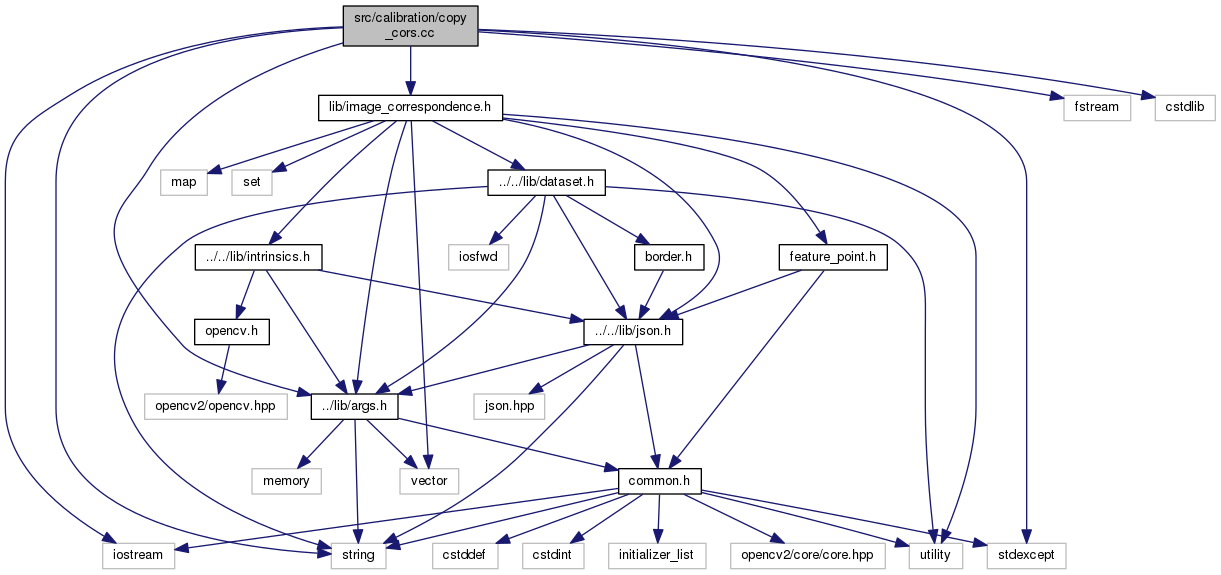 src/calibration/copy
_cors.cc
lib/image_correspondence.h
fstream
cstdlib
map
set
../../lib/dataset.h
../../lib/intrinsics.h
iosfwd
border.h
feature_point.h
opencv.h
../../lib/json.h
opencv2/opencv.hpp
../lib/args.h
json.hpp
memory
vector
common.h
iostream
string
cstddef
cstdint
initializer_list
opencv2/core/core.hpp
utility
stdexcept